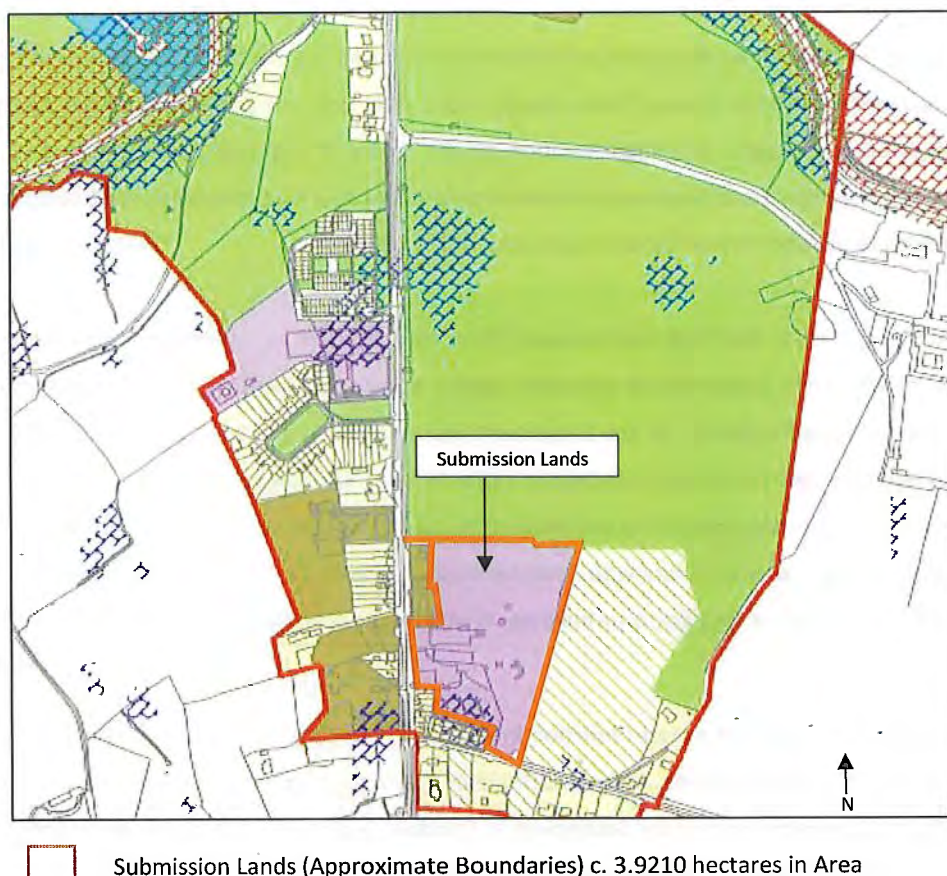 Submission Lands
N
Submission Lands (Approximate Boundaries) c. 3.9210 hectares in Area